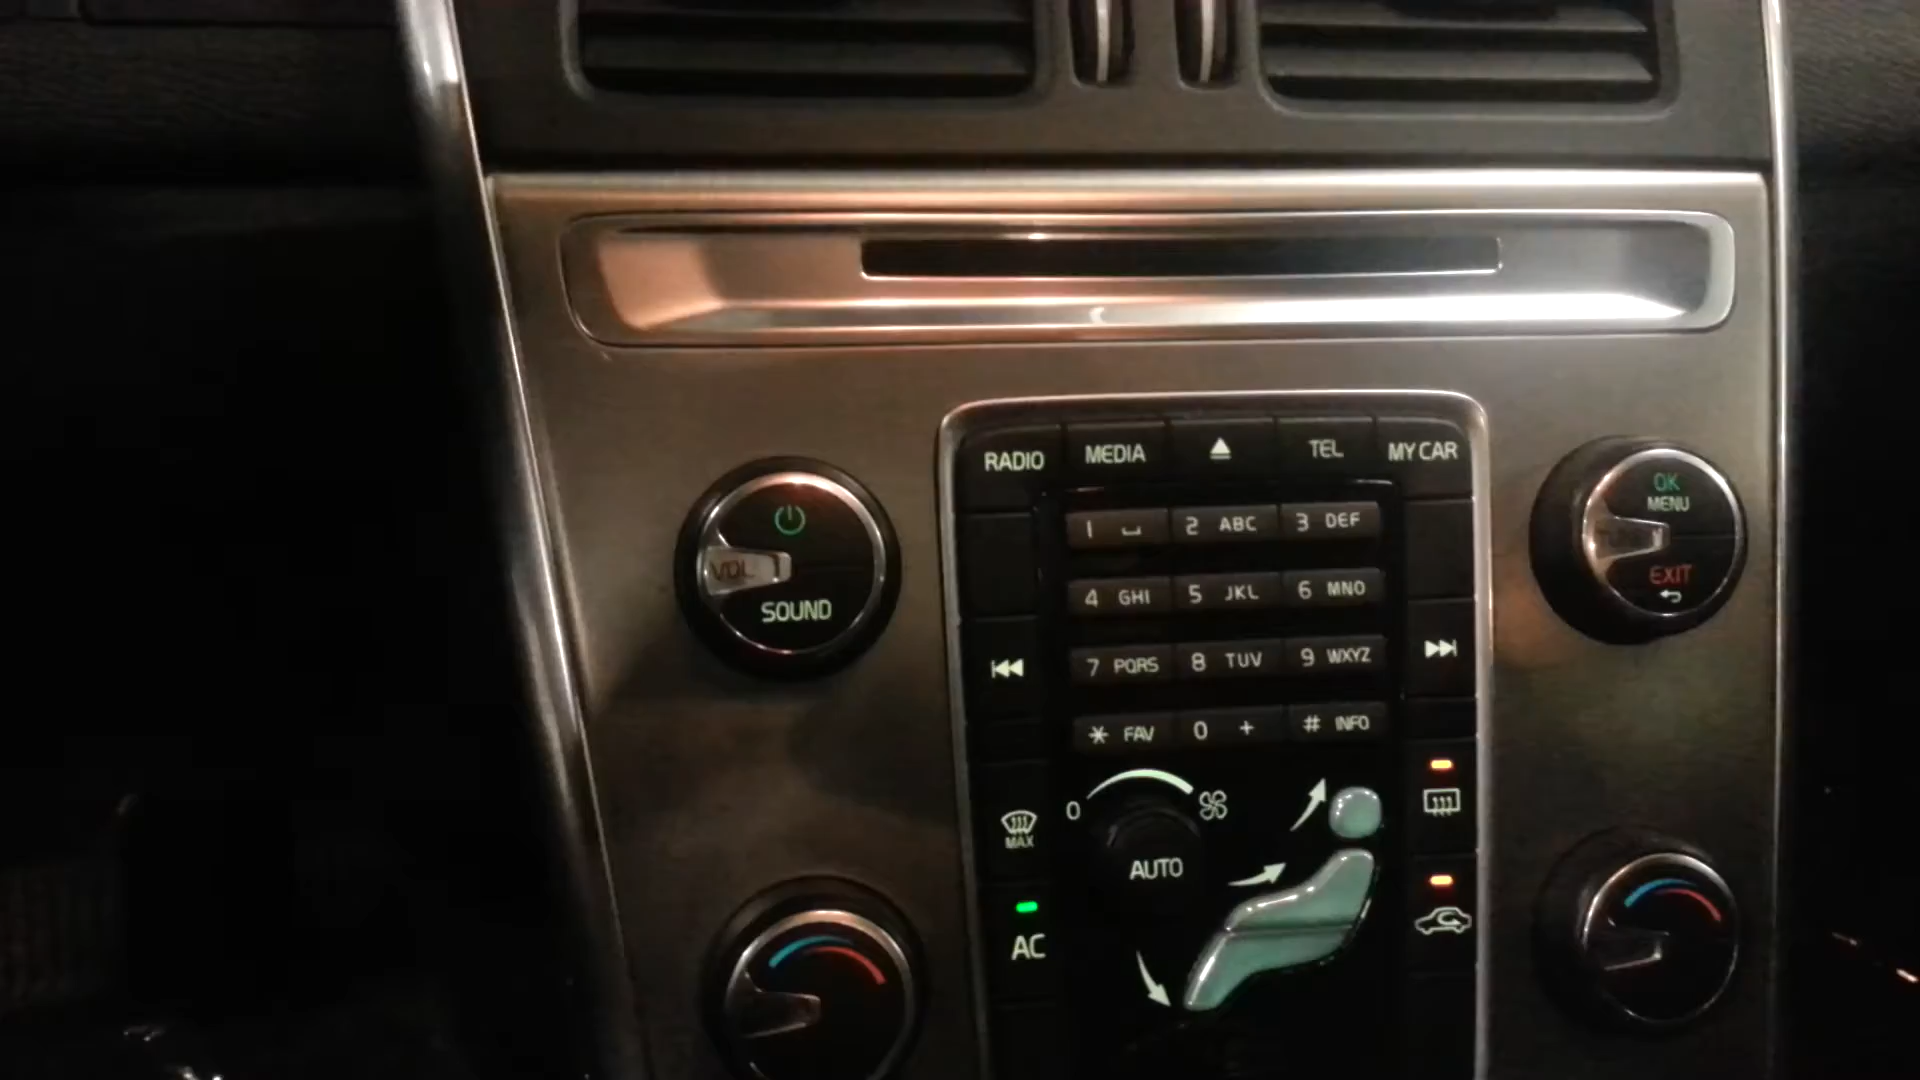 RADIO MEDIA TEL MY CAR
OK
MENU
1 2 ABC 3 DEF
VOL
SOUND
EXIT
4 GHI 5 JKL 6 MNO
7 PQRS 8 TUV 9 WXYZ
* FAV 0 + # INFO
0
MAX
AUTO
AC